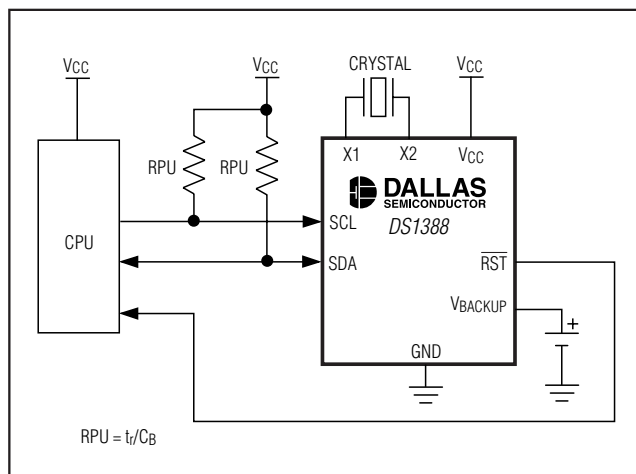 VCC
VCC
CRYSTAL
VCC
RPU
RPU
X1
X2
VCC
DALLAS
SEMICONDUCTOR
DS1388
SCL
CPU
SDA
RST
VBACKUP
+
GND
RPU = tr/CB